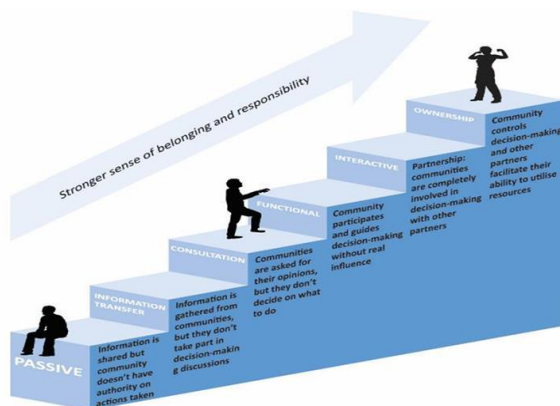 Stronger sense of belonging and responsibility
PASSIVE
Information is
shared but
community
doesn't have
authority on
actions taken
INFORMATION
TRANSFER
Information is
gathered from
communities,
but they don't
take part in
decision-makin
g discussions
CONSULTATION
Communities
are asked for
their opinions,
but they don't
decide on what
to do
FUNCTIONAL
Community
participates
and guides
decision-making
without real
influence
INTERACTIVE
Partnership:
communities
are completely
involved in
decision-making
with other
partners
OWNERSHIP
Community
controls
decision-making
and other
partners
facilitate their
ability to utilise
resources